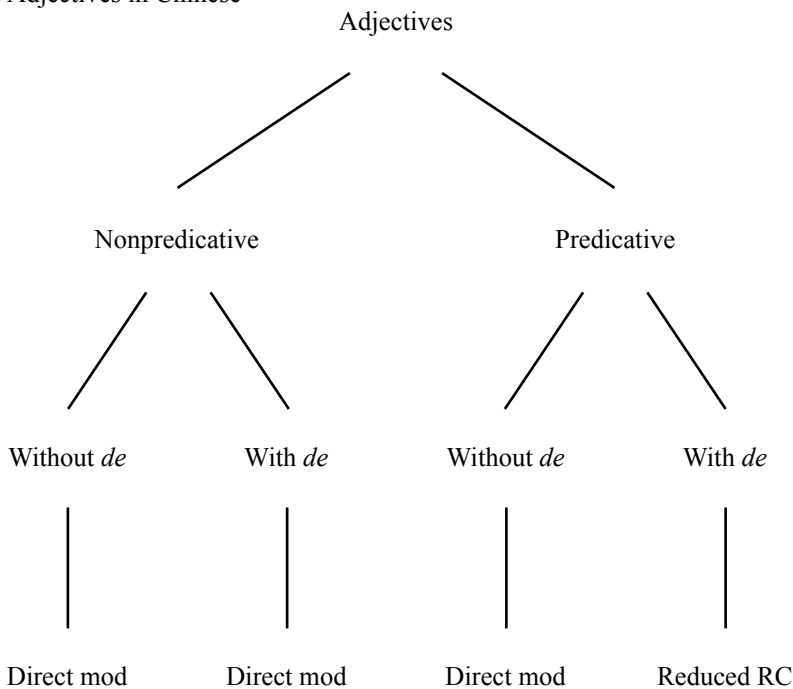 Adjectives in Chinese
Adjectives
Nonpredicative Predicative
Without de With de Without de With de
Direct mod Direct mod Direct mod Reduced RC